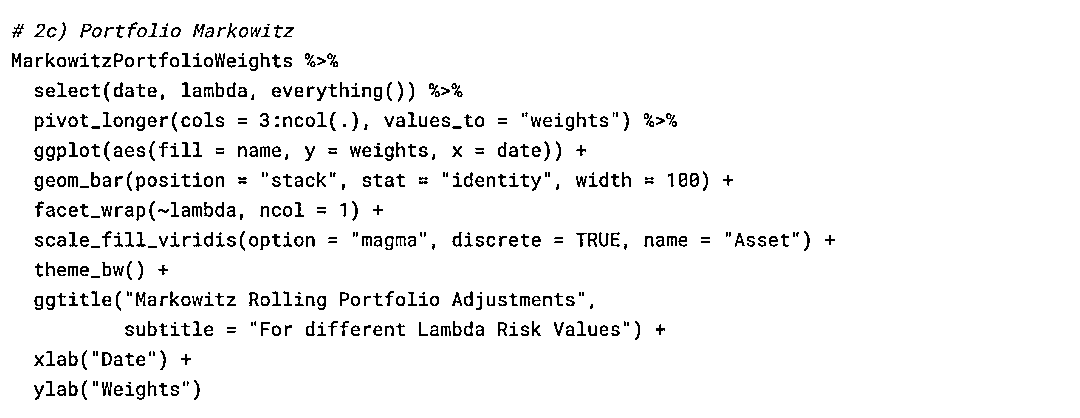 # 2c) Portfolio Markowitz
MarkowitzPortfolioWeights %>%
  select(date, lambda, everything()) %>%
  pivot_longer(cols = 3:ncol(.), values_to = "weights") %>%
  ggplot(aes(fill = name, y = weights, x = date)) +
  geom_bar(position = "stack", stat = "identity", width = 100) +
  facet_wrap(~lambda, ncol = 1) +
  scale_fill_viridis(option = "magma", discrete = TRUE, name = "Asset") +
  theme_bw() +
  ggtitle("Markowitz Rolling Portfolio Adjustments",
          subtitle = "For different Lambda Risk Values") +
  xlab("Date") +
  ylab("Weights")